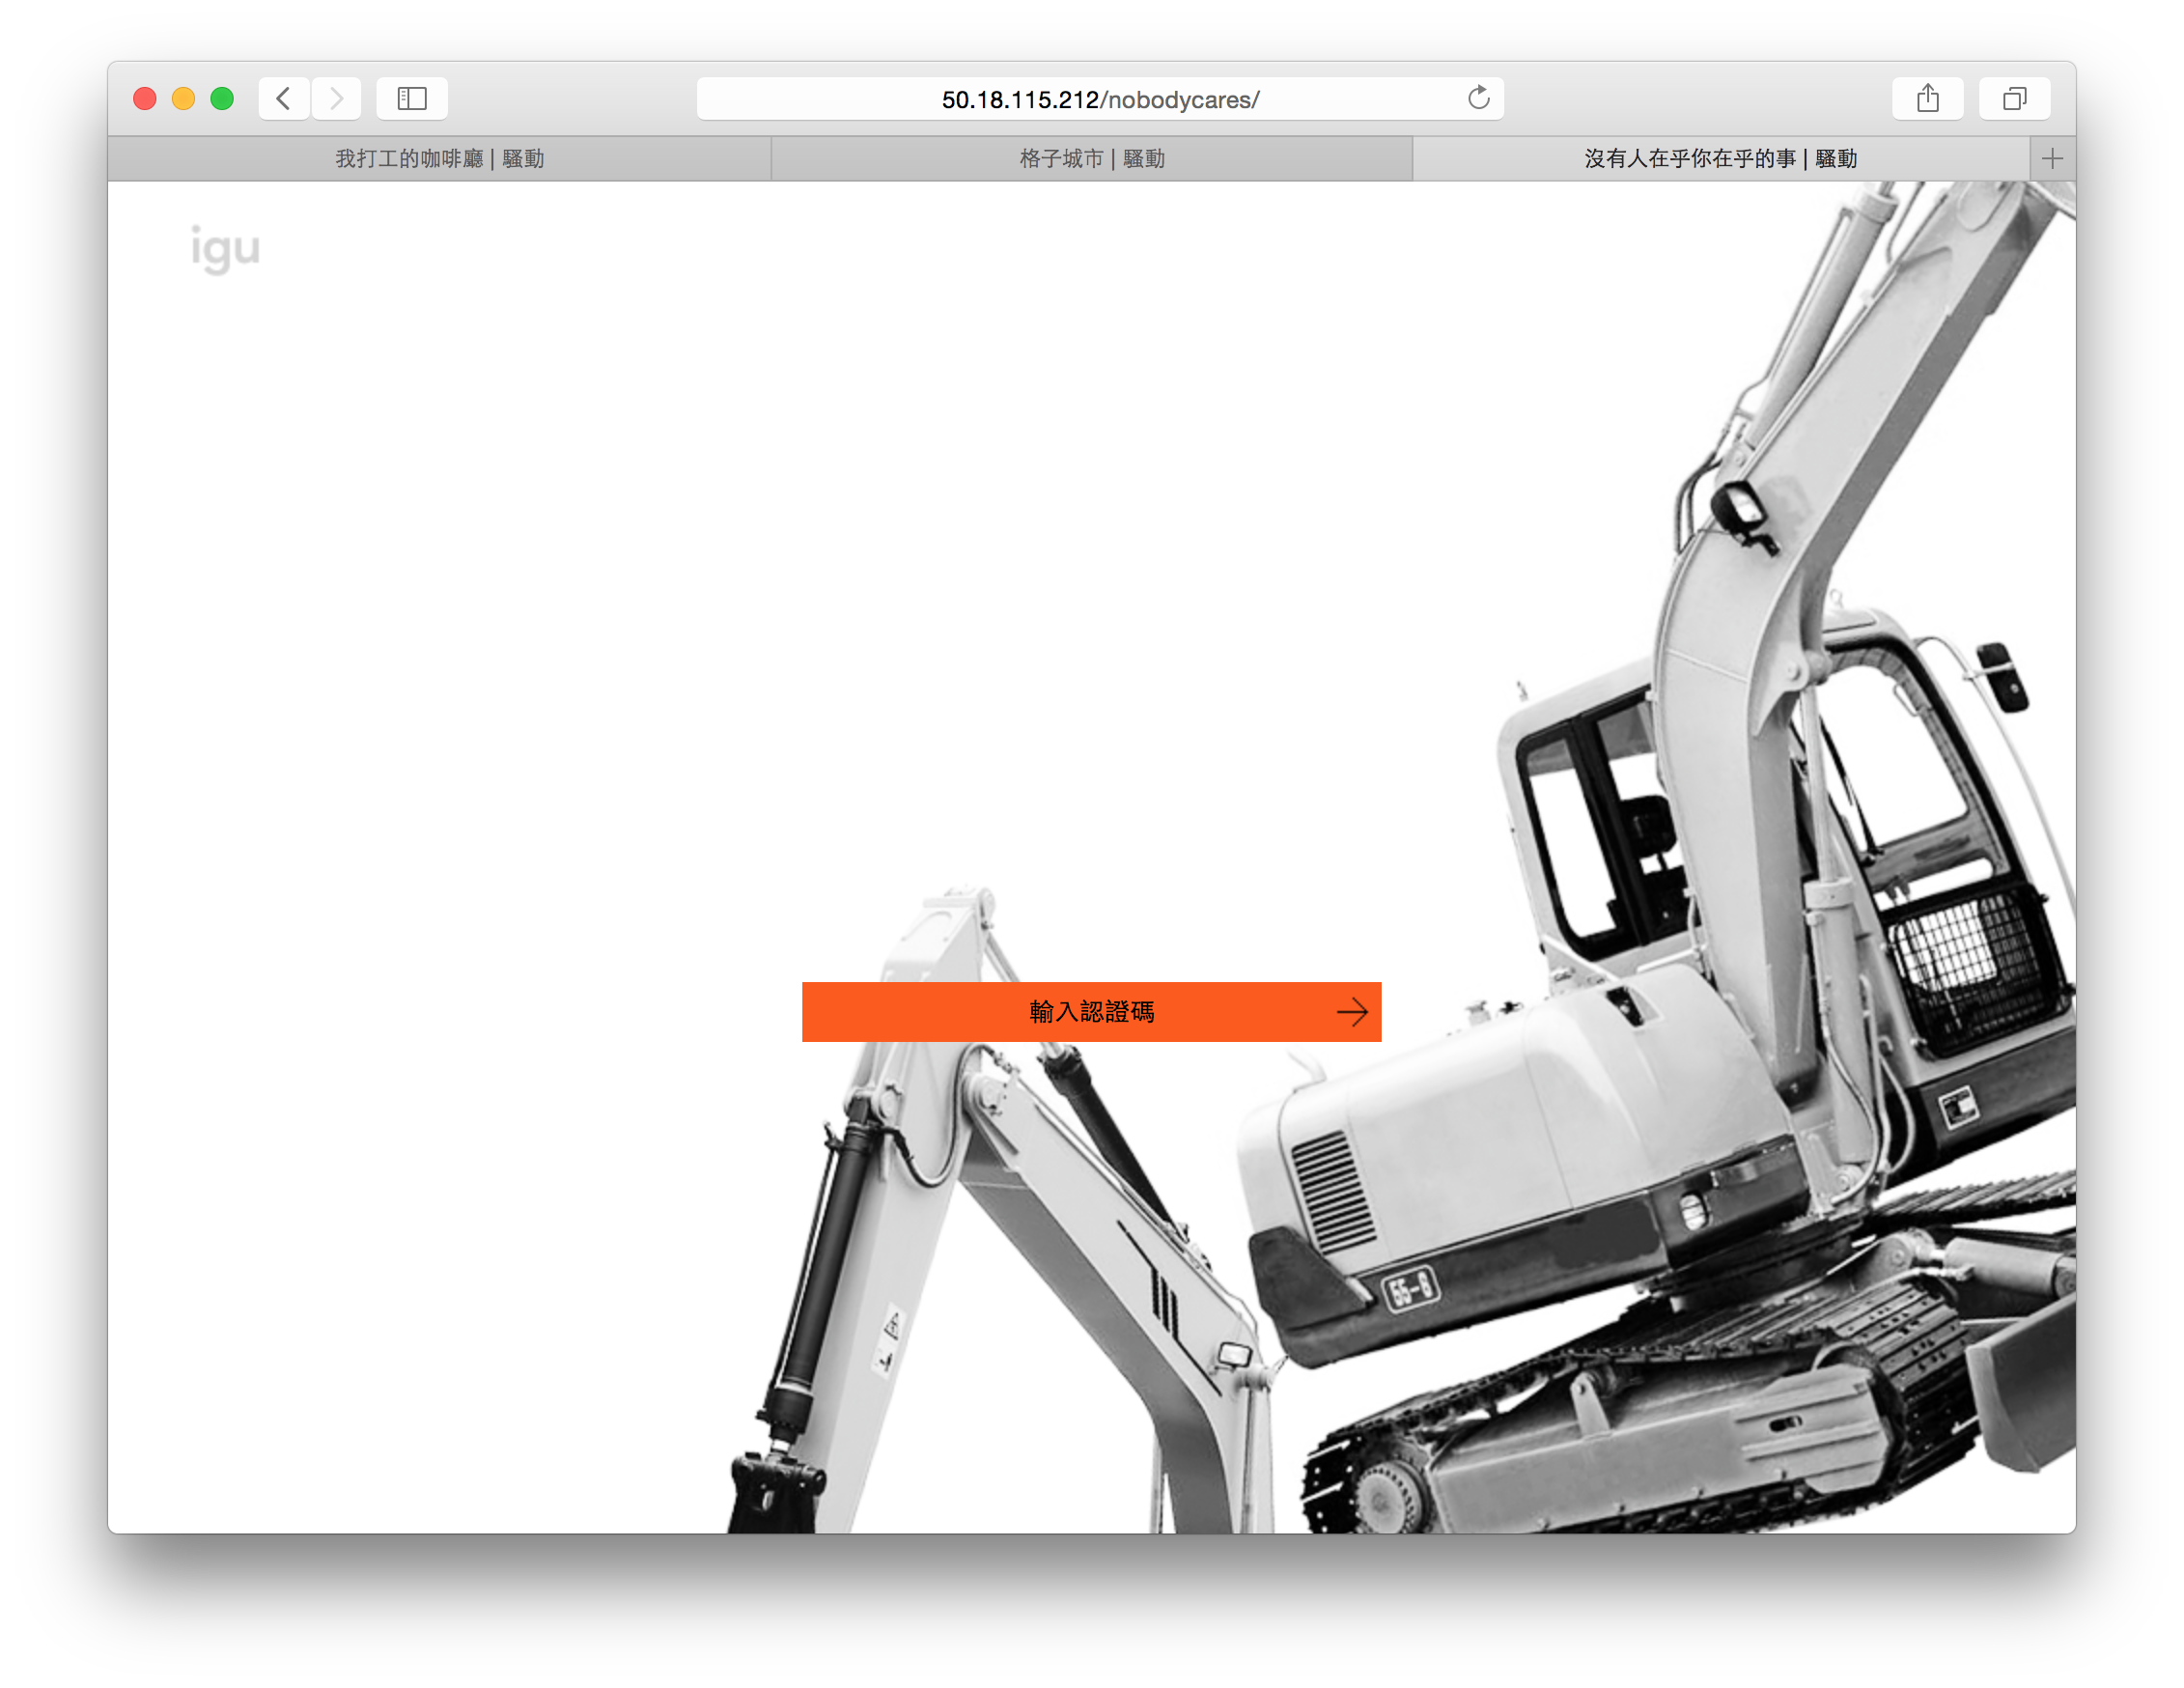 50.18.115.212/nobodycares/
我打工的咖啡廳 | 騷動
格子城市 | 騷動
沒有人在乎你在乎的事 | 騷動
igu
輸入認證碼